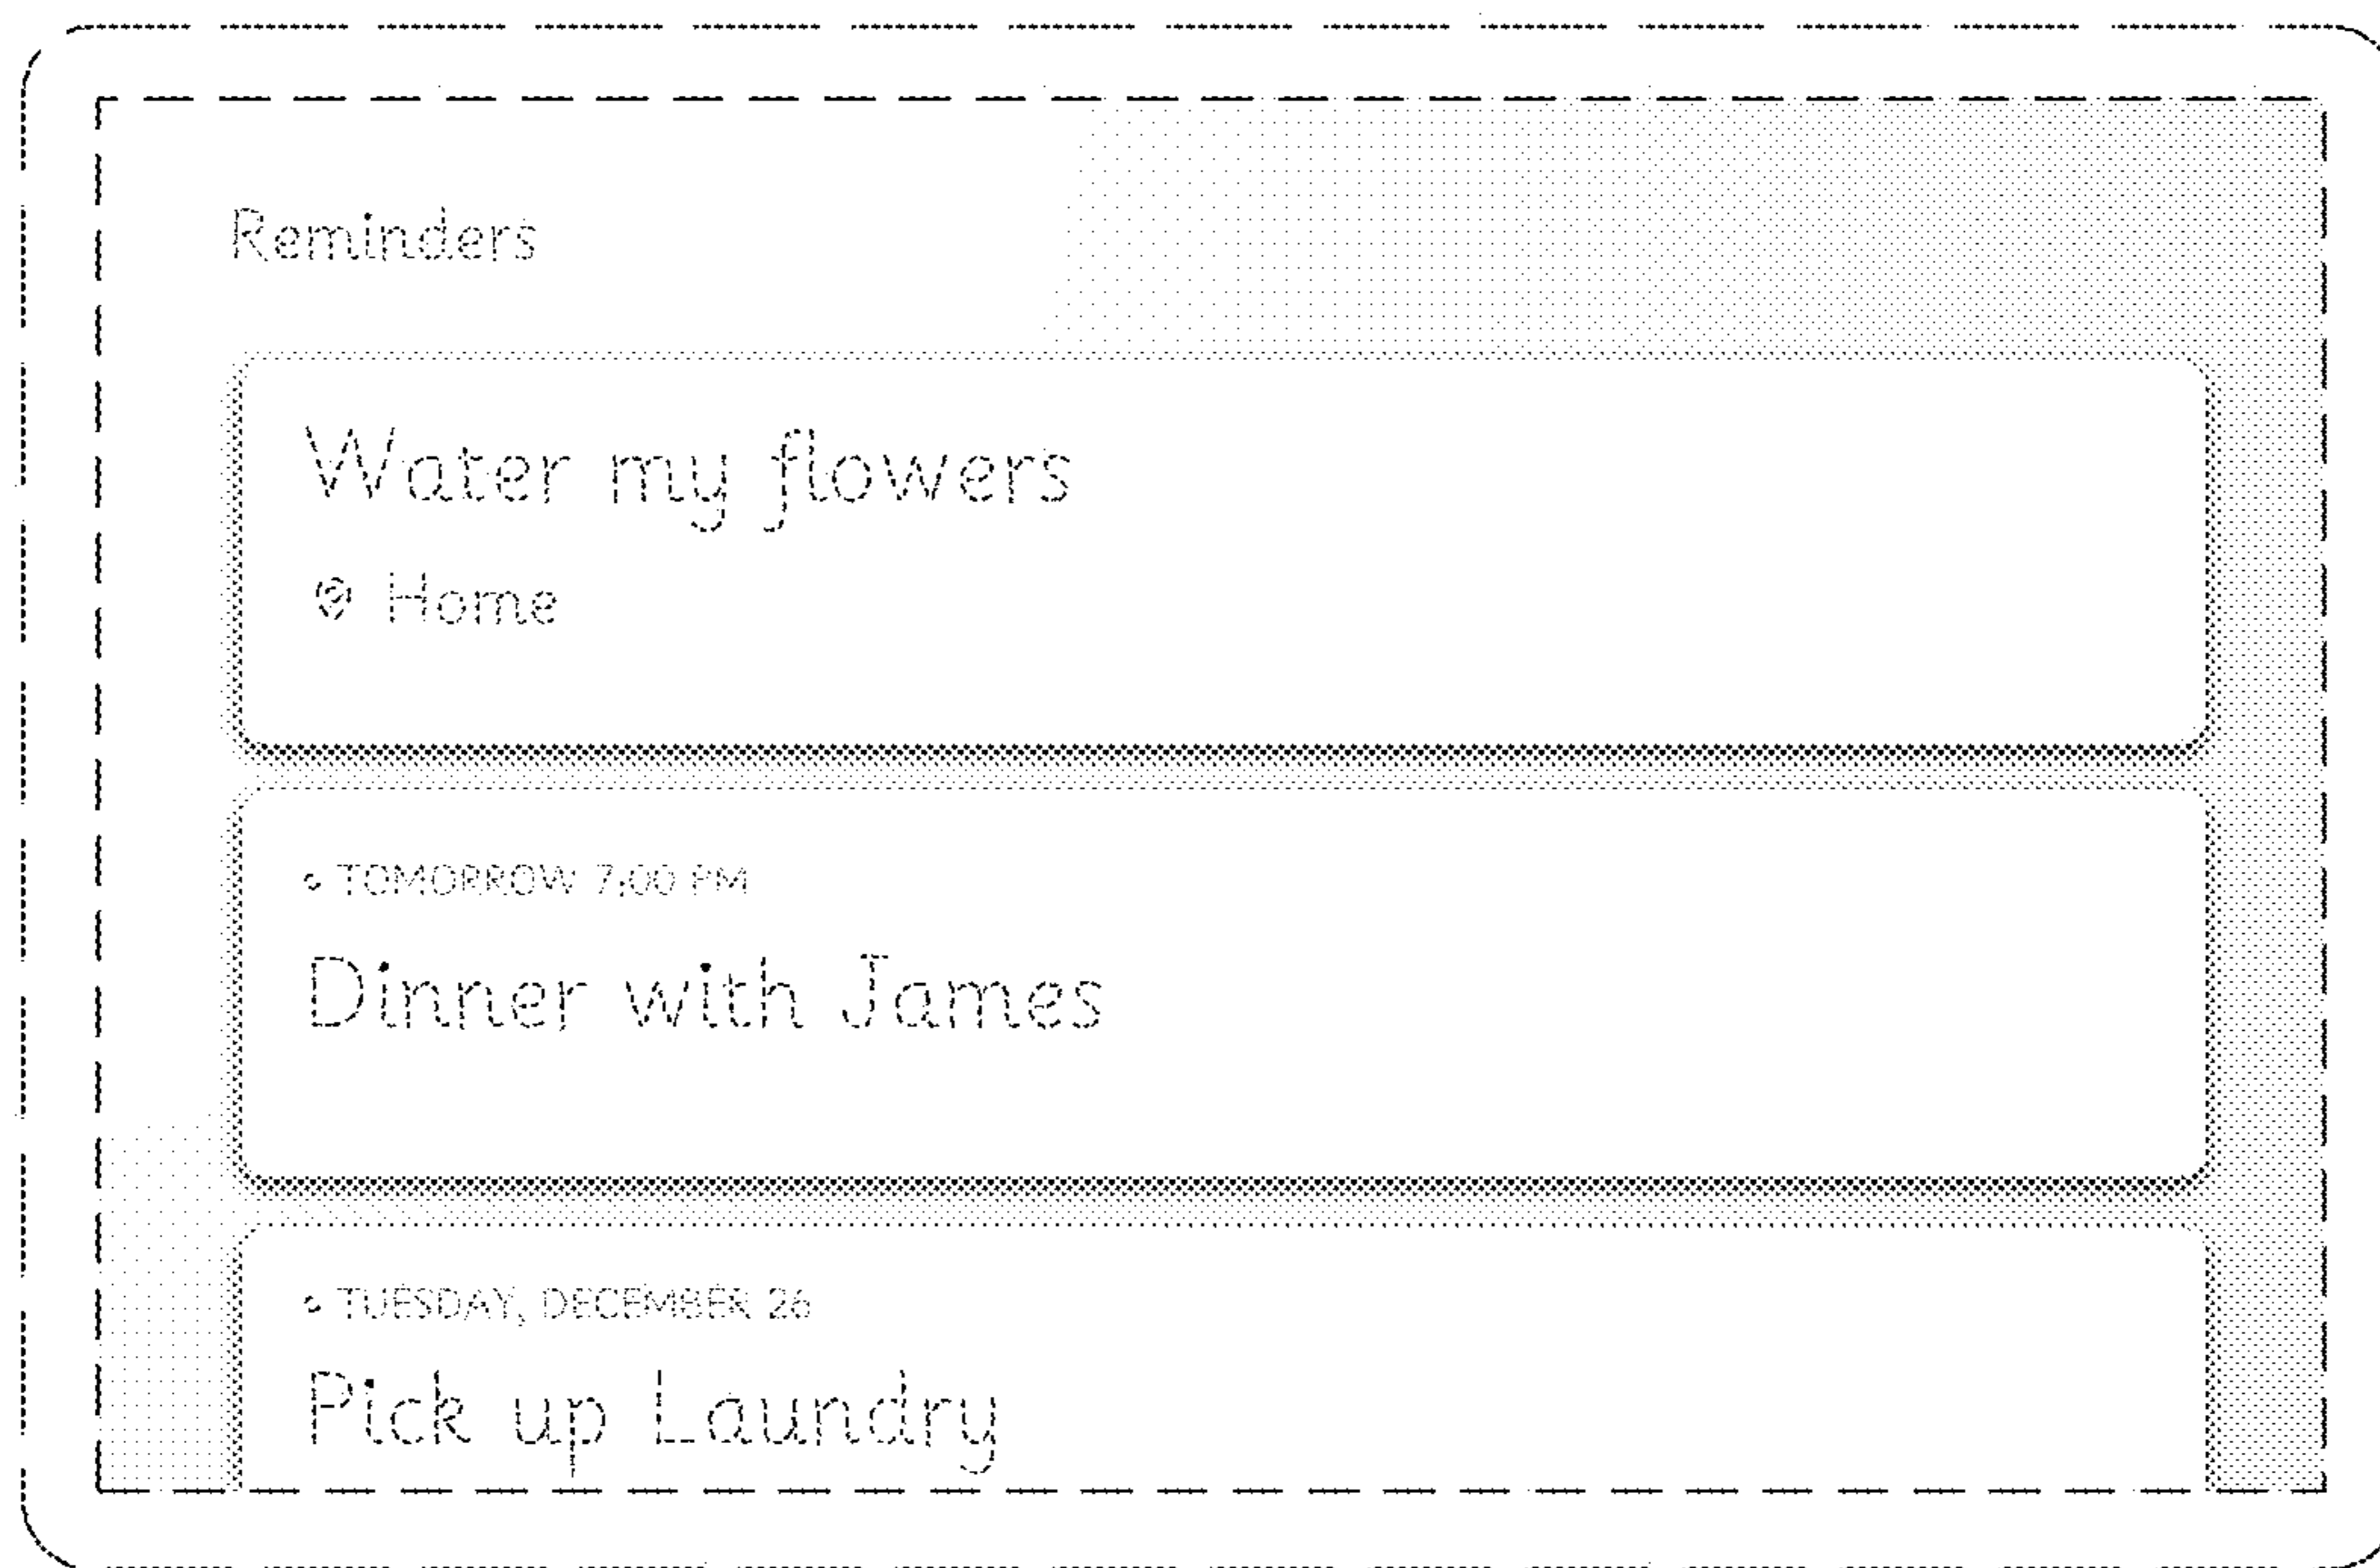 Reminders
Water my flowers
Home
TOMORROW 7:00 PM
Dinner with James
TUESDAY, DECEMBER 26
Pick up Laundry